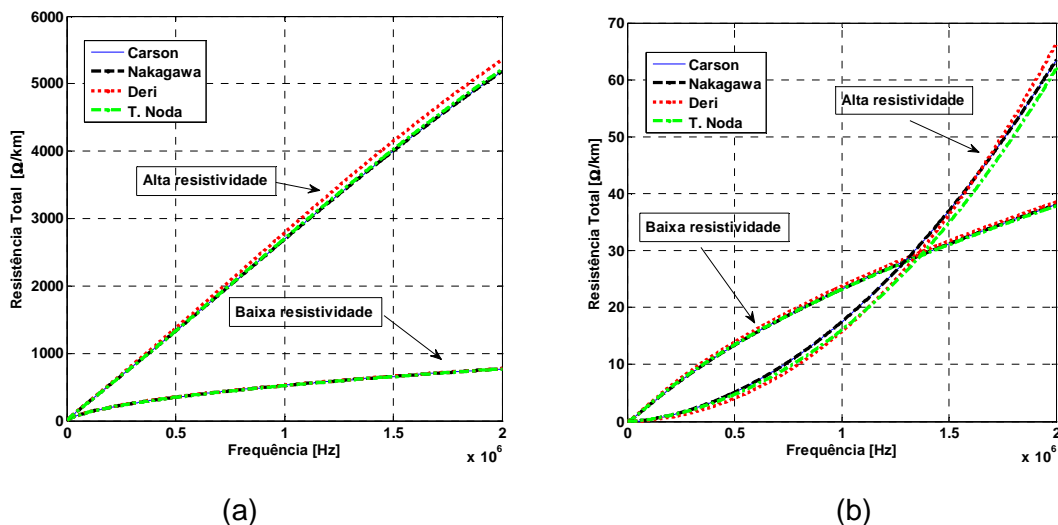 6000
5000
4000
3000
2000
1000
0
Resistência Total [Ω/km]
Carson
Nakagawa
Deri
T. Noda
Alta resistividade
Baixa resistividade
0
0.5
1
1.5
2
x 10^6
Frequência [Hz]
(a)
70
60
50
40
30
20
10
0
Resistência Total [Ω/km]
Carson
Nakagawa
Deri
T. Noda
Alta resistividade
Baixa resistividade
0
0.5
1
1.5
2
x 10^6
Frequência [Hz]
(b)